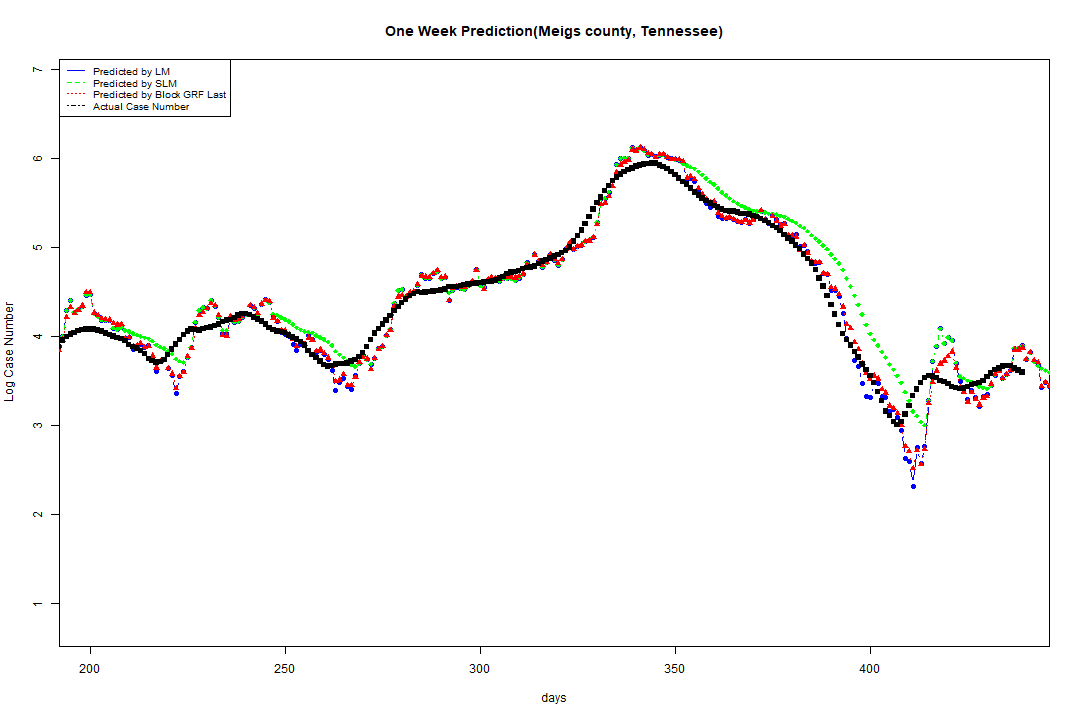 One Week Prediction(Meigs county, Tennessee)
Predicted by LM
Predicted by SLM
Predicted by Block GRF Last
Actual Case Number
7
6
5
4
3
2
1
Log Case Number
200 250 300 350 400
days